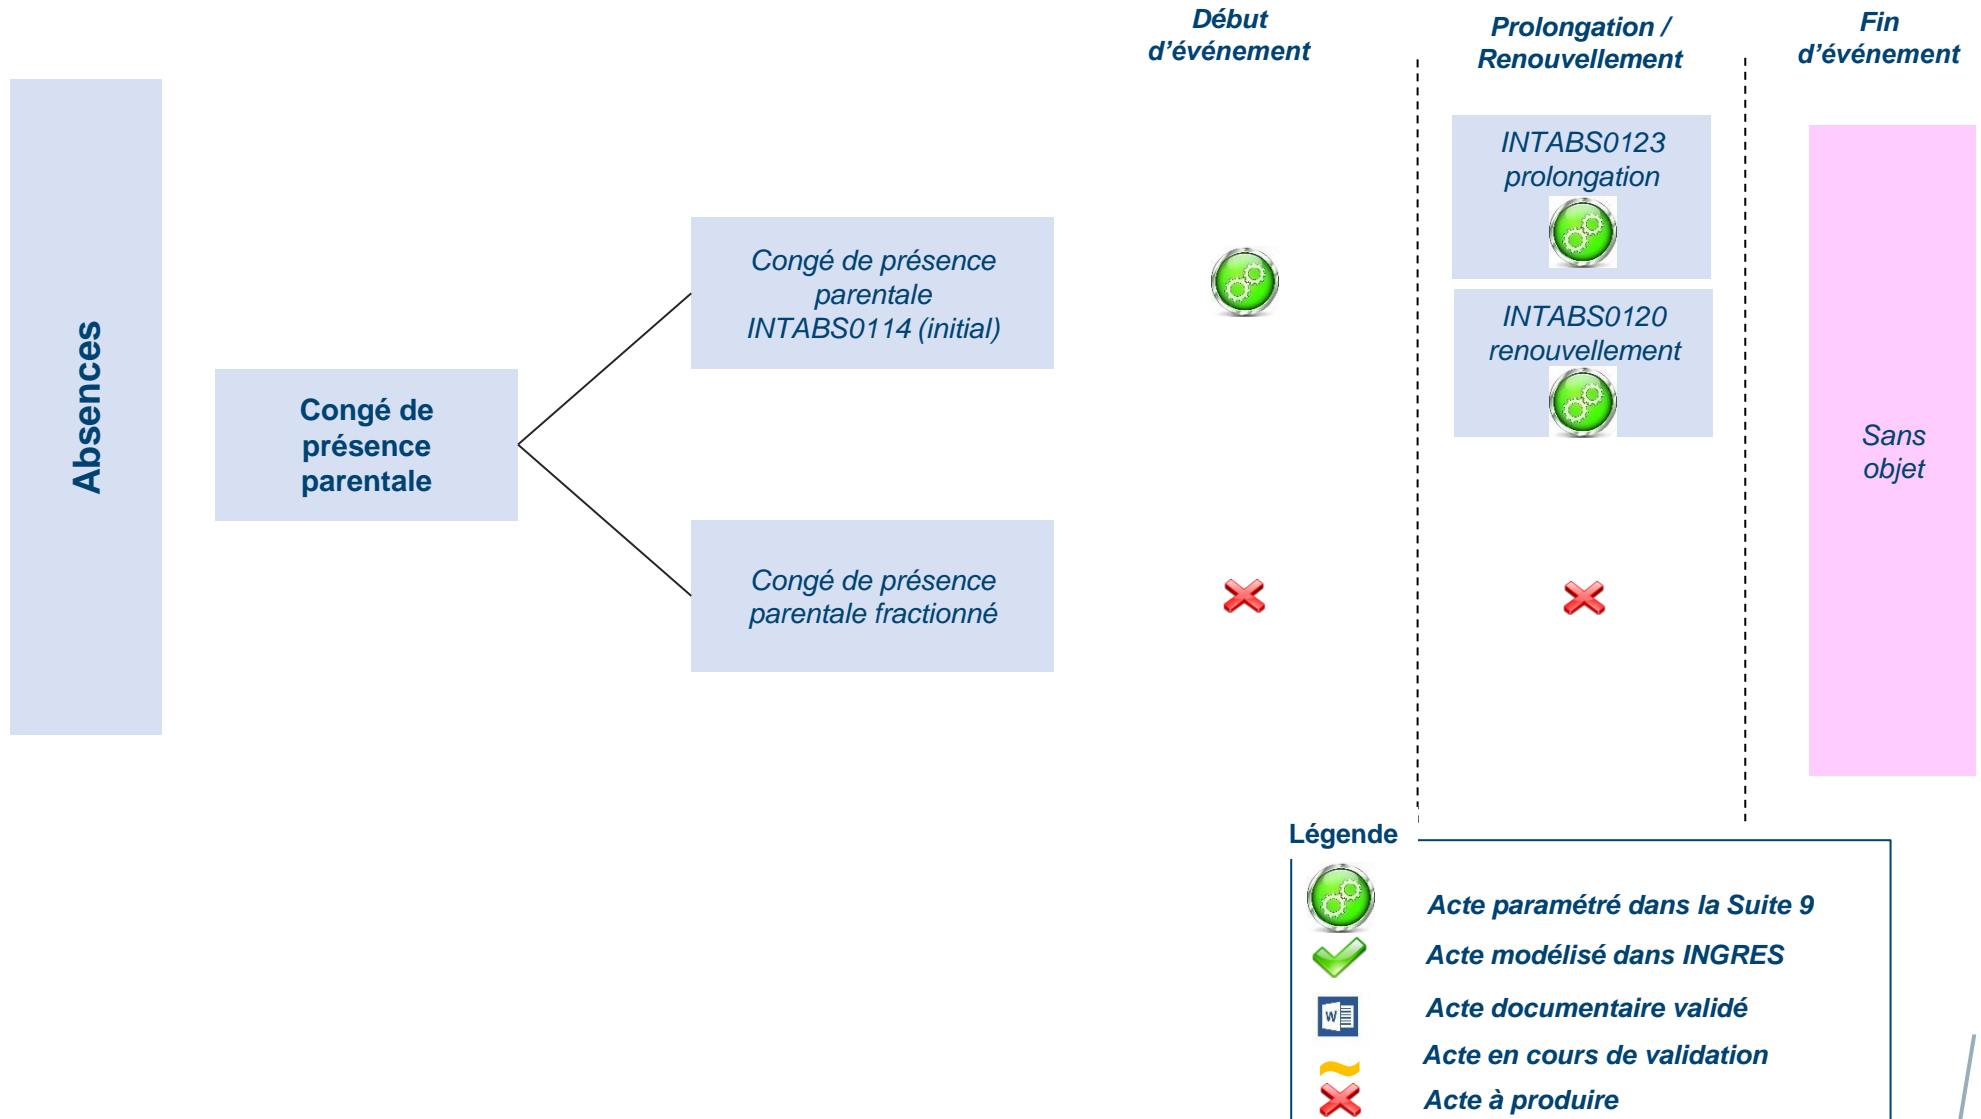 Début
d’événement
Prolongation /
Renouvellement
Fin
d’événement
Absences
Congé de
présence
parentale
Congé de présence
parentale
INTABS0114 (initial)
INTABS0123
prolongation
INTABS0120
renouvellement
Sans
objet
Congé de présence
parentale fractionné
Légende
Acte paramétré dans la Suite 9
Acte modélisé dans INGRES
W
Acte documentaire validé
Acte en cours de validation
Acte à produire